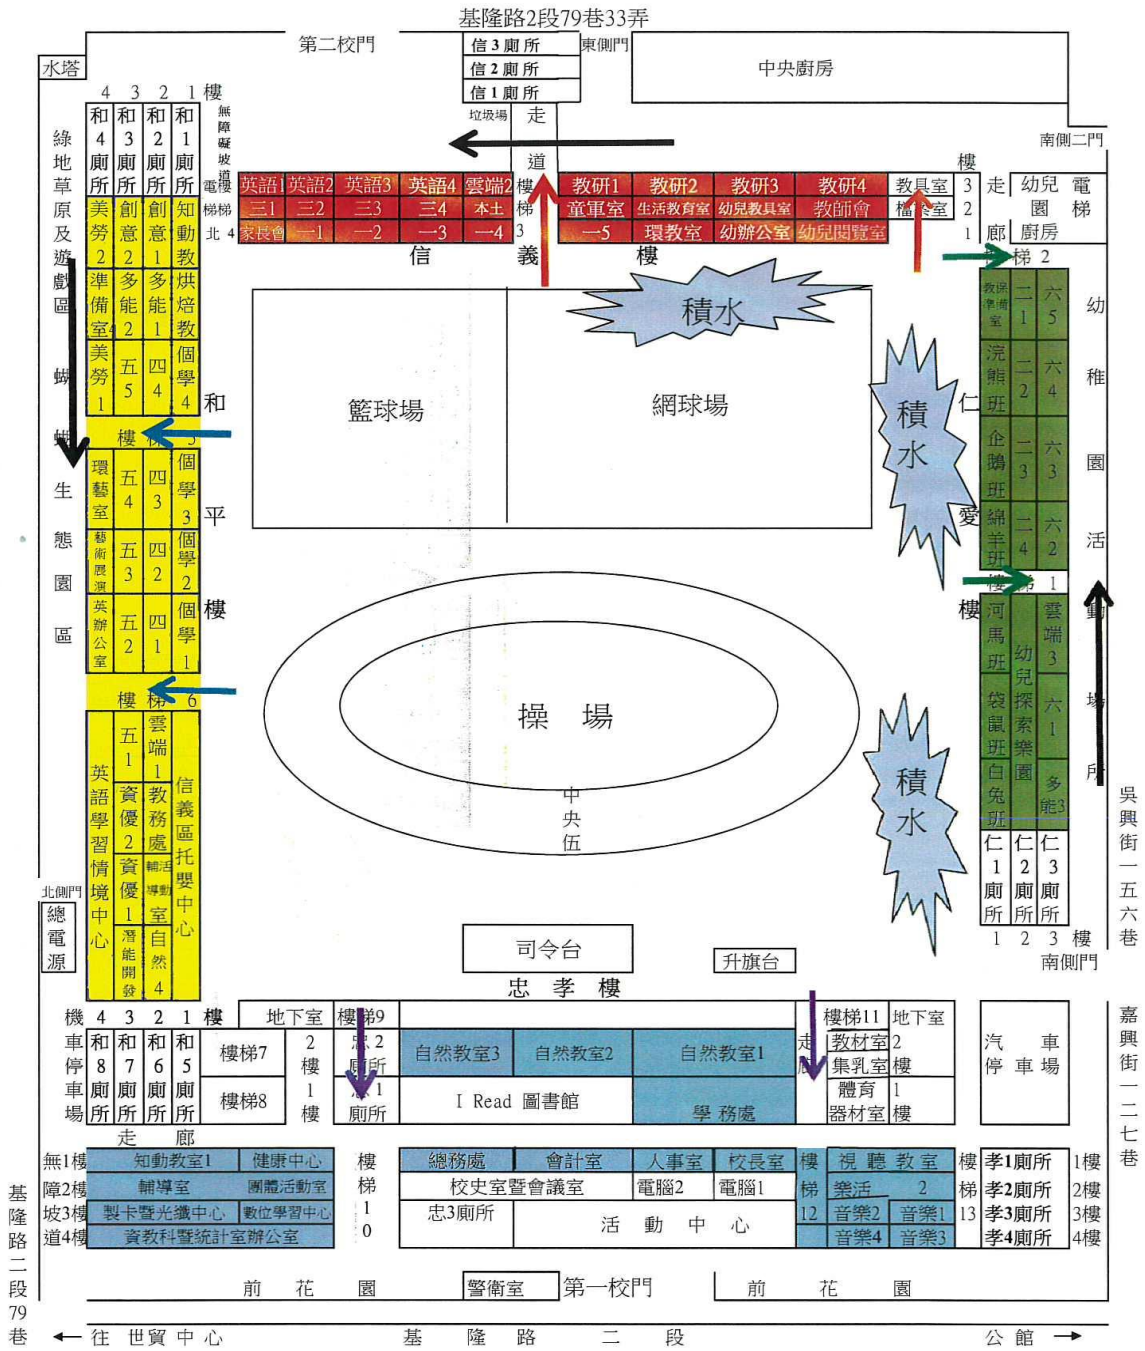 基隆路2段79巷33弄
第二校門
信3廁所
東側門
信2廁所
信1廁所
水塔
中央廚房
4 3 2 1 樓
垃圾場
走道
無障礙坡道
南側二門
綠地草原及遊戲區
蝴蝶生態園區
和4廁所
和3廁所
和2廁所
和1廁所
電梯
樓梯
北 4
英語1 英語2 英語3 英語4 雲端2
三1 三2 三3 三4 本土
家長會 一1 一2 一3 一4
樓梯3
教研1 教研2 教研3 教研4 教具室
童軍室 生活教育室 幼兒教具室 教師會 檔案室
一5 環教室 幼辦公室 幼兒閱覽室
樓
3
2
1
走廊
幼兒園廚房
電梯
信 義 樓
樓梯2
美勞2
創意2
創意1
知動教
準備室
多能2
多能1
烘焙教
美勞1
五5
四4
個學4
樓梯5
環藝室
五4
四3
個學3
藝術展演
五3
四2
個學2
英辦公室
五2
四1
個學1
樓梯6
五1
雲端1
英語學習情境中心
資優2
教務處
信義區托嬰中心
資優1
輔導活動室
潛能開發
自然4
和平樓
積水
籃球場
網球場
積水
仁愛樓
教保準備室
二1
六5
浣熊班
二2
六4
企鵝班
二3
六3
綿羊班
二4
六2
樓梯1
河馬班
幼兒探索樂園
雲端3
袋鼠班
六1
白兔班
多能3
仁1廁所
仁2廁所
仁3廁所
1 2 3 樓
幼稚園活動場所
吳興街一五六巷
操場
中央伍
積水
北側門
總電源
司令台
升旗台
南側門
忠孝樓
機車停車場
4 3 2 1 樓
地下室
樓梯9
樓梯11
地下室
和8廁所
和7廁所
和6廁所
和5廁所
樓梯7
2樓
忠2廁所
自然教室3
自然教室2
自然教室1
走廊
教材室
集乳室
2樓
樓梯8
1樓
忠1廁所
I Read 圖書館
學務處
體育器材室
1樓
汽車停車場
嘉興街一二七巷
走廊
無障坡道
1樓
2樓
3樓
4樓
知動教室1
健康中心
輔導室
團體活動室
製卡暨光纖中心
數位學習中心
資教科暨統計室辦公室
樓梯10
總務處
會計室
人事室
校長室
校史室暨會議室
電腦2
電腦1
忠3廁所
活動中心
樓梯12
視聽教室
樂活 2
音樂2
音樂1
音樂4
音樂3
樓梯13
孝1廁所
1樓
孝2廁所
2樓
孝3廁所
3樓
孝4廁所
4樓
基隆路二段79巷
前花園
警衛室
第一校門
前花園
← 往世貿中心
基隆路二段
公館 →